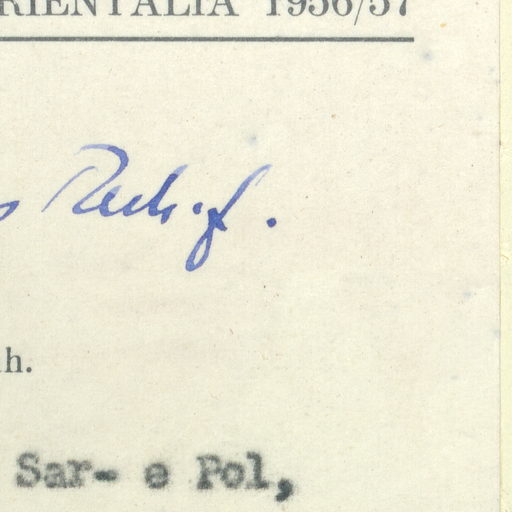 RIENTALIA 1956/57
h.
Sar- e Pol,